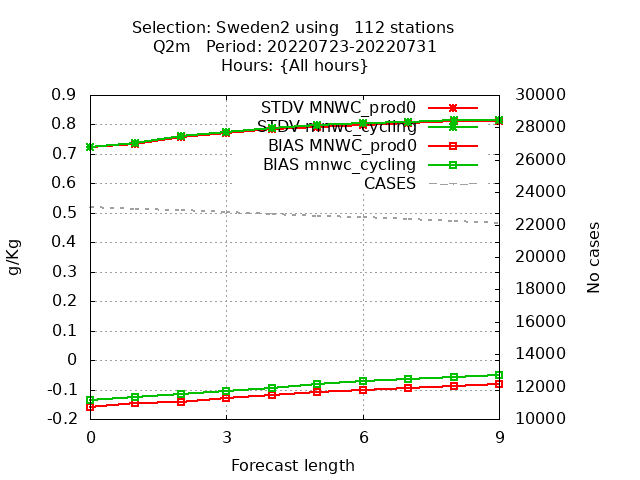 Selection: Sweden2 using   112 stations
Q2m   Period: 20220723-20220731
Hours: {All hours}
STDV MNWC_prod0
STDV mnwc_cycling
BIAS MNWC_prod0
BIAS mnwc_cycling
CASES
g/Kg
0.9
0.8
0.7
0.6
0.5
0.4
0.3
0.2
0.1
0
-0.1
-0.2
30000
28000
26000
24000
22000
20000
18000
16000
14000
12000
10000
No cases
0 3 6 9
Forecast length